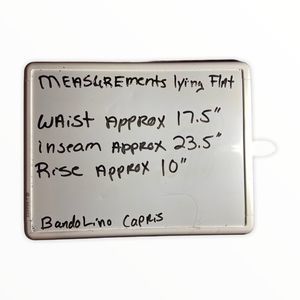 MEASUREMENts lying Flat
WAist Approx 17.5"
Inseam Approx 23.5"
Rise Approx 10"
BandoLino Capris